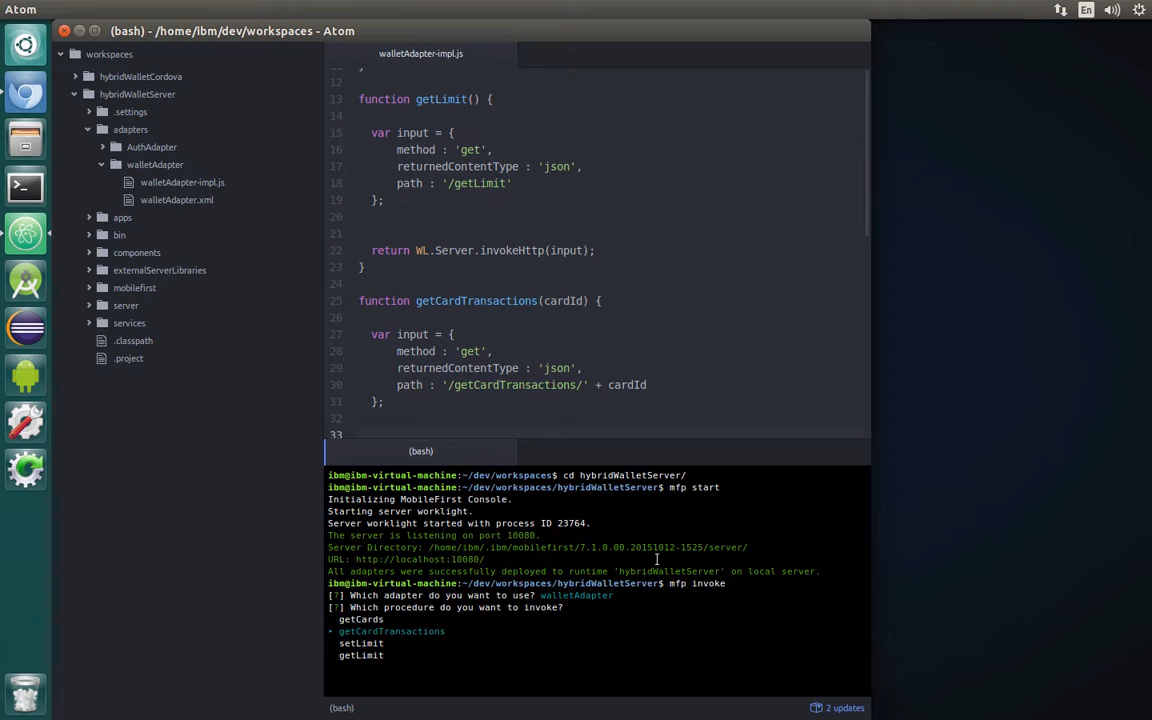 Atom
En
(bash) - /home/ibm/dev/workspaces - Atom
workspaces
hybridWalletCordova
hybridWalletServer
.settings
adapters
AuthAdapter
walletAdapter
walletAdapter-impl.js
walletAdapter.xml
apps
bin
components
externalServerLibraries
mobilefirst
server
services
.classpath
.project
walletAdapter-impl.js
12
13 function getLimit() {
14
15 var input = {
16 method : 'get',
17 returnedContentType : 'json',
18 path : '/getLimit'
19 };
20
21
22 return WL.Server.invokeHttp(input);
23 }
24
25 function getCardTransactions(cardId) {
26
27 var input = {
28 method : 'get',
29 returnedContentType : 'json',
30 path : '/getCardTransactions/' + cardId
31 };
32
33
(bash)
ibm@ibm-virtual-machine:~/dev/workspaces$ cd hybridWalletServer/
ibm@ibm-virtual-machine:~/dev/workspaces/hybridWalletServer$ mfp start
Initializing MobileFirst Console.
Starting server worklight.
Server worklight started with process ID 23764.
The server is listening on port 10080.
Server Directory: /home/ibm/.ibm/mobilefirst/7.1.0.00.20151012-1525/server/
URL: http://localhost:10080/
All adapters were successfully deployed to runtime 'hybridWalletServer' on local server.
ibm@ibm-virtual-machine:~/dev/workspaces/hybridWalletServer$ mfp invoke
[?] Which adapter do you want to use? walletAdapter
[?] Which procedure do you want to invoke?
getCards
‣ getCardTransactions
setLimit
getLimit
(bash)
2 updates